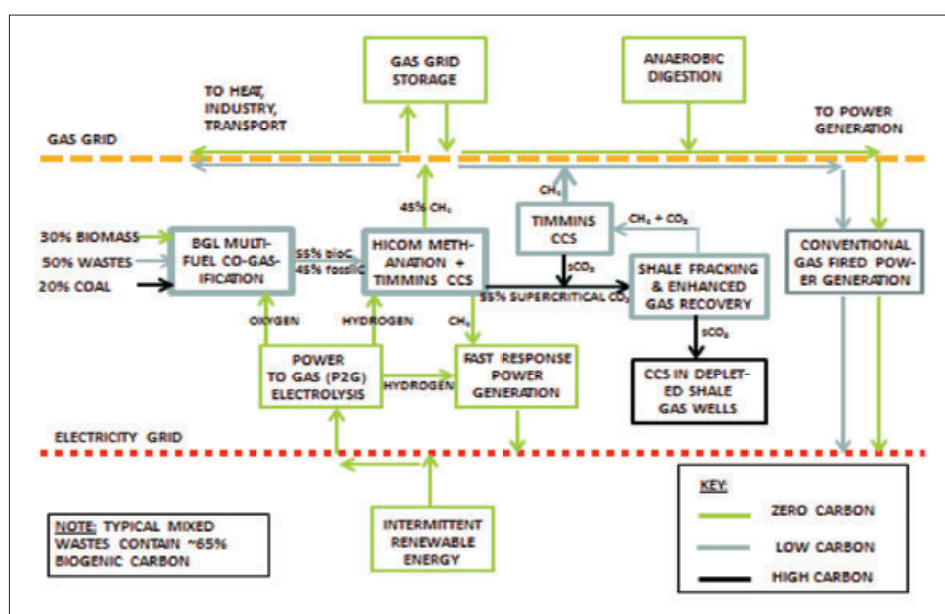 GAS GRID
STORAGE
ANAEROBIC
DIGESTION
TO HEAT,
INDUSTRY,
TRANSPORT
TO POWER
GENERATION
GAS GRID
45% CH₄
CH₄
TIMMINS
CCS
CH₄ + CO₂
30% BIOMASS
50% WASTES
20% COAL
BGL MULTI-
FUEL CO-GAS-
IFICATION
55% bioC
45% fossilC
HICOM METH-
ANATION +
TIMMINS CCS
sCO₂
55% SUPERCRITICAL CO₂
SHALE FRACKING
& ENHANCED
GAS RECOVERY
CONVENTIONAL
GAS FIRED POW-
ER GENERATION
OXYGEN
HYDROGEN
CH₄
sCO₂
POWER
TO GAS (P2G)
ELECTROLYSIS
HYDROGEN
FAST RESPONSE
POWER
GENERATION
CCS IN DEPLET-
ED SHALE
GAS WELLS
ELECTRICITY GRID
NOTE: TYPICAL MIXED
WASTES CONTAIN ~65%
BIOGENIC CARBON
INTERMITTENT
RENEWABLE
ENERGY
KEY:
ZERO CARBON
LOW CARBON
HIGH CARBON